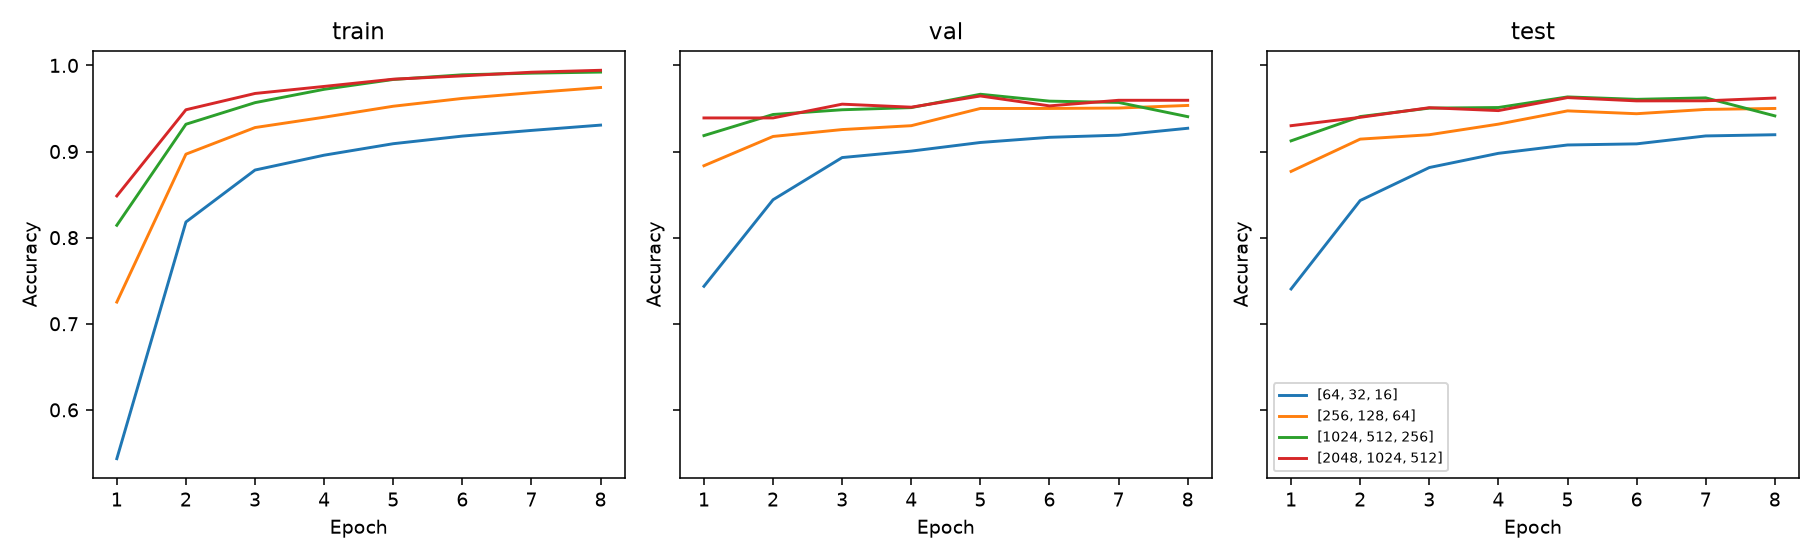 train
val
test
Accuracy
1.0
0.9
0.8
0.7
0.6
1 2 3 4 5 6 7 8
Epoch
Accuracy
1 2 3 4 5 6 7 8
Epoch
Accuracy
[64, 32, 16]
[256, 128, 64]
[1024, 512, 256]
[2048, 1024, 512]
1 2 3 4 5 6 7 8
Epoch